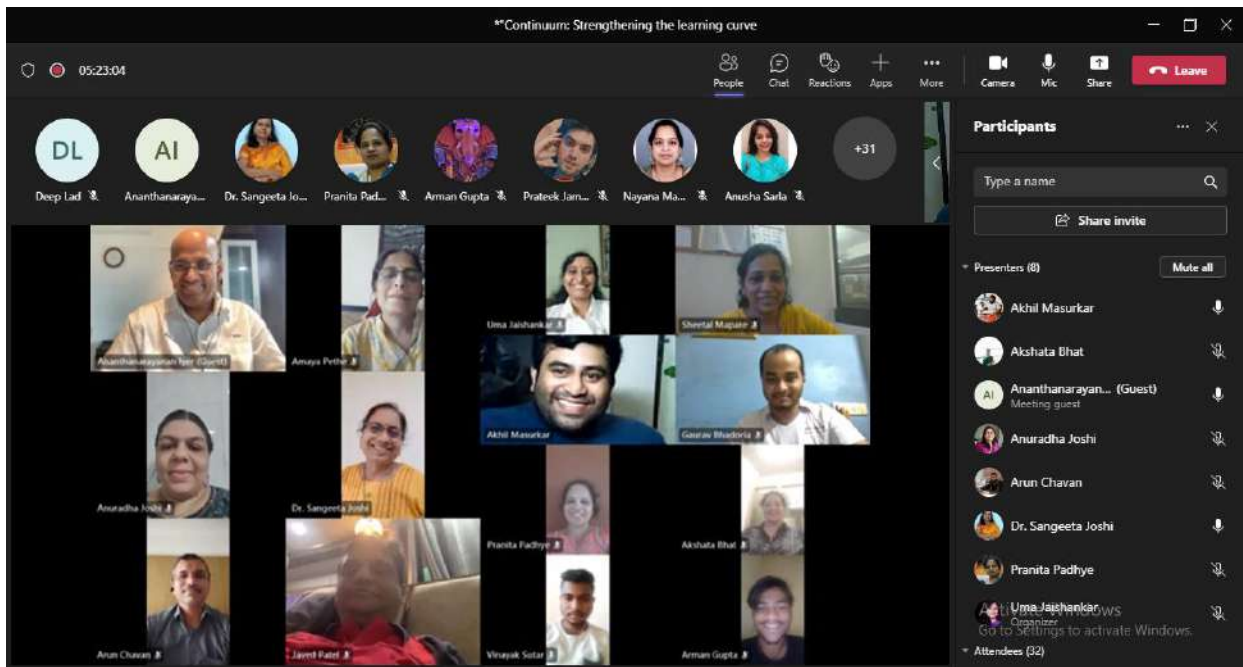 *"Continuum: Strengthening the learning curve
05:23:04
People
Chat
Reactions
Apps
More
Camera
Mic
Share
Leave
DL
Deep Lad
AI
Ananthanaraya...
Dr. Sangeeta Jo...
Pranita Pad...
Arman Gupta
Prateek Jam...
Nayana Ma...
Anusha Sarla
+31
Ananthanarayanan Iyer (Guest)
Amaya Pethe
Uma Jaishankar
Sheetal Mapare
Akhil Masurkar
Gaurav Bhadoria
Anuradha Joshi
Dr. Sangeeta Joshi
Pranita Padhye
Akshata Bhat
Arun Chavan
Javed Patel
Vinayak Sutar
Arman Gupta
Participants
Type a name
Share invite
Presenters (8)
Mute all
Akhil Masurkar
Akshata Bhat
AI
Ananthanarayan... (Guest)
Meeting guest
Anuradha Joshi
Arun Chavan
Dr. Sangeeta Joshi
Pranita Padhye
Uma Jaishankar
Organizer
Activate Windows
Go to Settings to activate Windows.
Attendees (32)